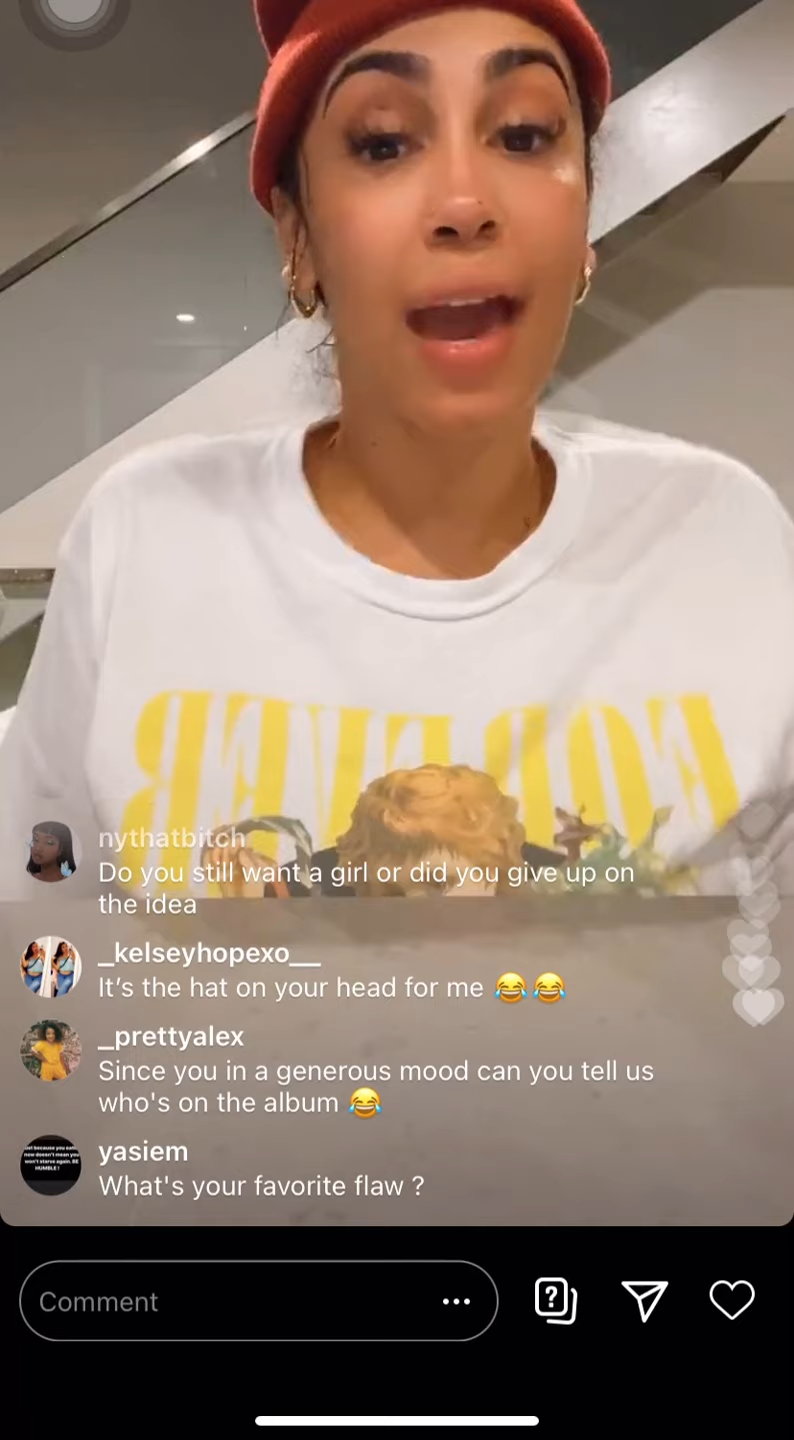 FOREVER
nythatbitch
Do you still want a girl or did you give up on
the idea
_kelseyhopexo__
It’s the hat on your head for me 😂😂
_prettyalex
Since you in a generous mood can you tell us
who's on the album 😂
yasiem
What's your favorite flaw ?
Comment